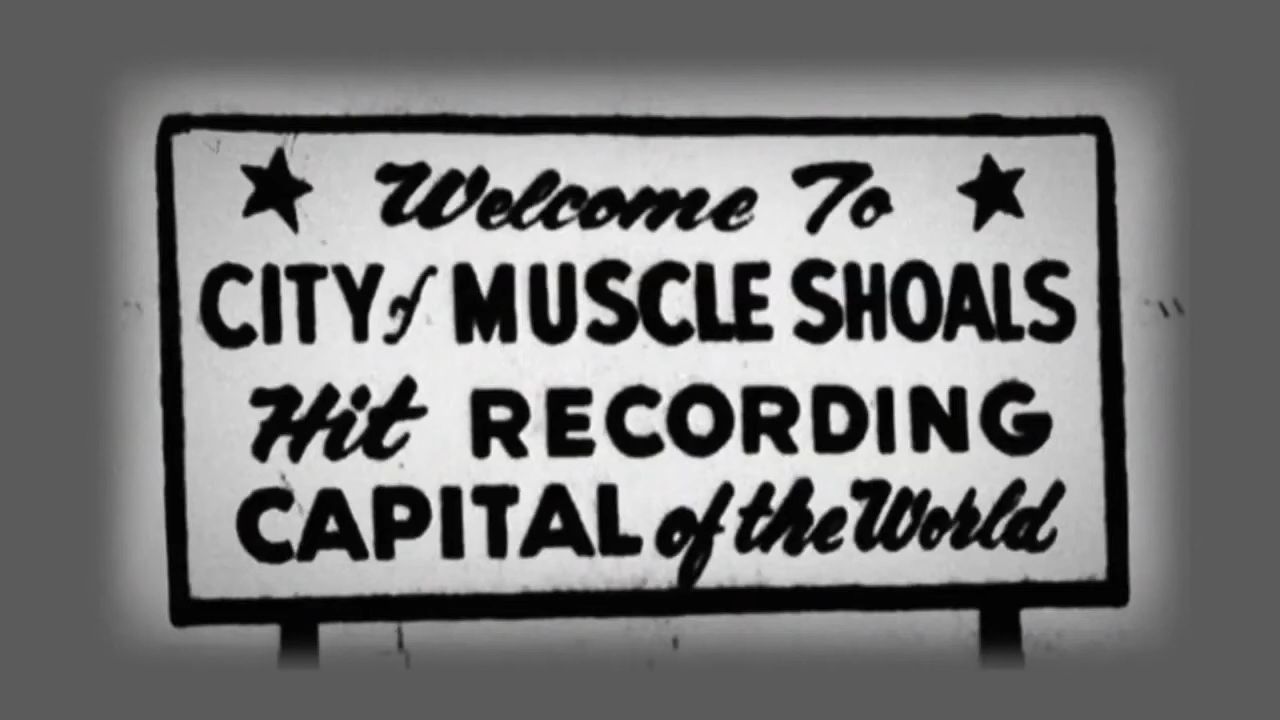 Welcome To
CITY of MUSCLE SHOALS
Hit RECORDING
CAPITAL of the World